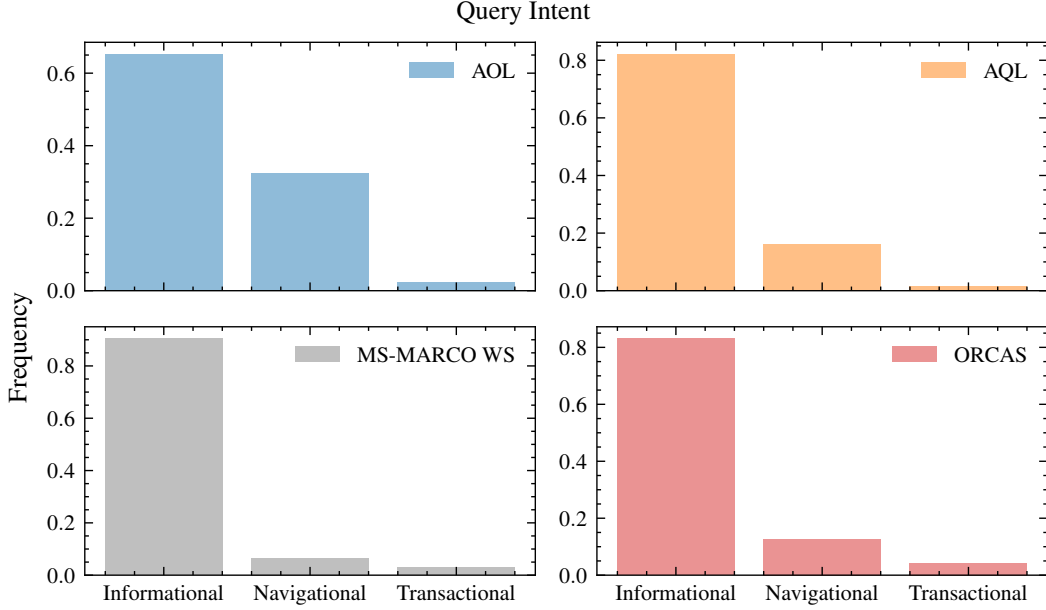 Query Intent
Frequency
AOL
0.6
0.4
0.2
0.0
AQL
0.8
0.6
0.4
0.2
0.0
MS-MARCO WS
0.8
0.6
0.4
0.2
0.0
Informational Navigational Transactional
ORCAS
0.8
0.6
0.4
0.2
0.0
Informational Navigational Transactional